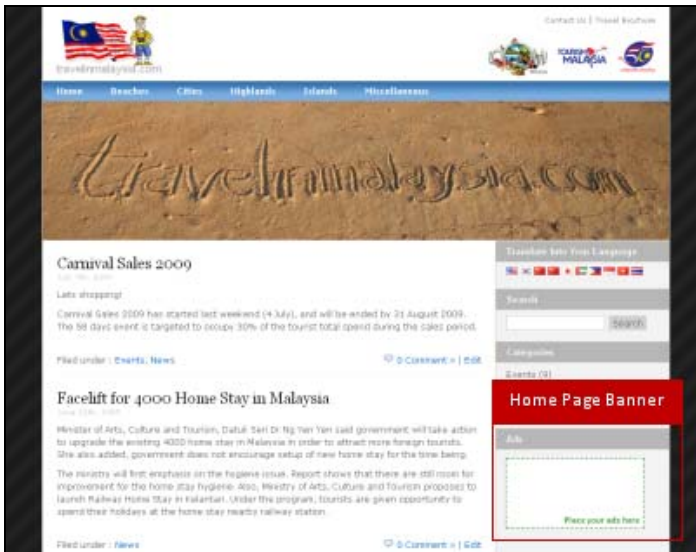 Contact Us | Travel Brochure
travelinmalaysia.com
TOURISM
MALAYSIA
50
Home Beaches Cities Highlands Islands Miscellaneous
travelinmalaysia.com
Carnival Sales 2009
Lets shopping!
Carnival Sales 2009 has started last weekend (4 July), and will be
ended by 31 August 2009.
The 58 days event is targeted to occupy 30% of the tourist total spend during the sales period.
Filed under : Events, News
0 Comment » | Edit
Facelift for 4000 Home Stay in Malaysia
Minister of Arts, Culture and Tourism, Datuk Seri Dr Ng Yen Yen said government will take action
to upgrade the existing 4000 home stay in Malaysia in order to attract more foreign tourists.
She also added, government does not encourage setup of new home stay for the time being.
The ministry will first emphasis on the hygiene issue. Report shows that there are still room for
improvement for the home stay hygiene. Also, Ministry of Arts, Culture and Tourism proposes to
launch Railway Home Stay in Kelantan. Under the program, tourists are given opportunity to
spend their holidays at the home stay nearby railway station.
Filed under : News
0 Comment » | Edit
Translate Into Your Language
Search
Search
Categories
Events (9)
Home Page Banner
Ads
Place your ads here